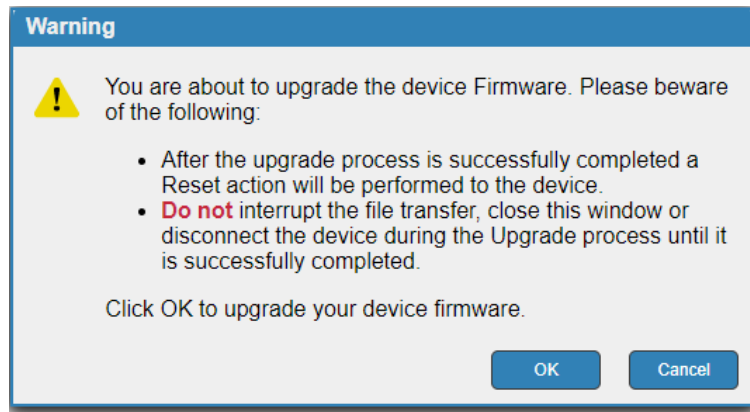 Warning
You are about to upgrade the device Firmware. Please beware
of the following:
• After the upgrade process is successfully completed a
Reset action will be performed to the device.
• Do not interrupt the file transfer, close this window or
disconnect the device during the Upgrade process until it
is successfully completed.
Click OK to upgrade your device firmware.
OK
Cancel